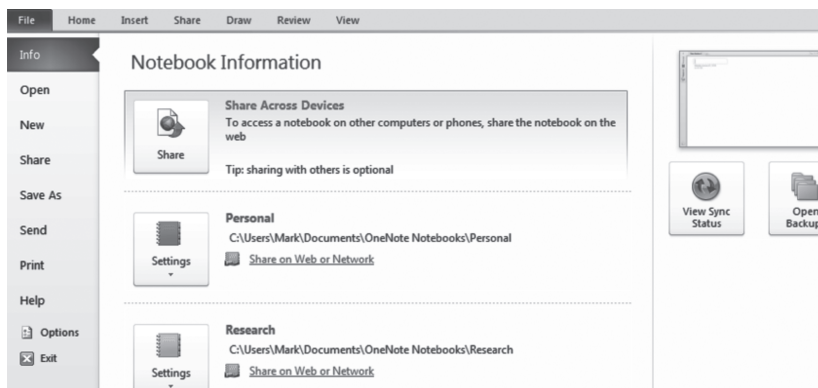 File Home Insert Share Draw Review View
Info
Open
New
Share
Save As
Send
Print
Help
Options
Exit
Notebook Information
Share
Share Across Devices
To access a notebook on other computers or phones, share the notebook on the
web
Tip: sharing with others is optional
Settings
Personal
C:\Users\Mark\Documents\OneNote Notebooks\Personal
Share on Web or Network
Settings
Research
C:\Users\Mark\Documents\OneNote Notebooks\Research
Share on Web or Network
View Sync
Status
Open
Backup